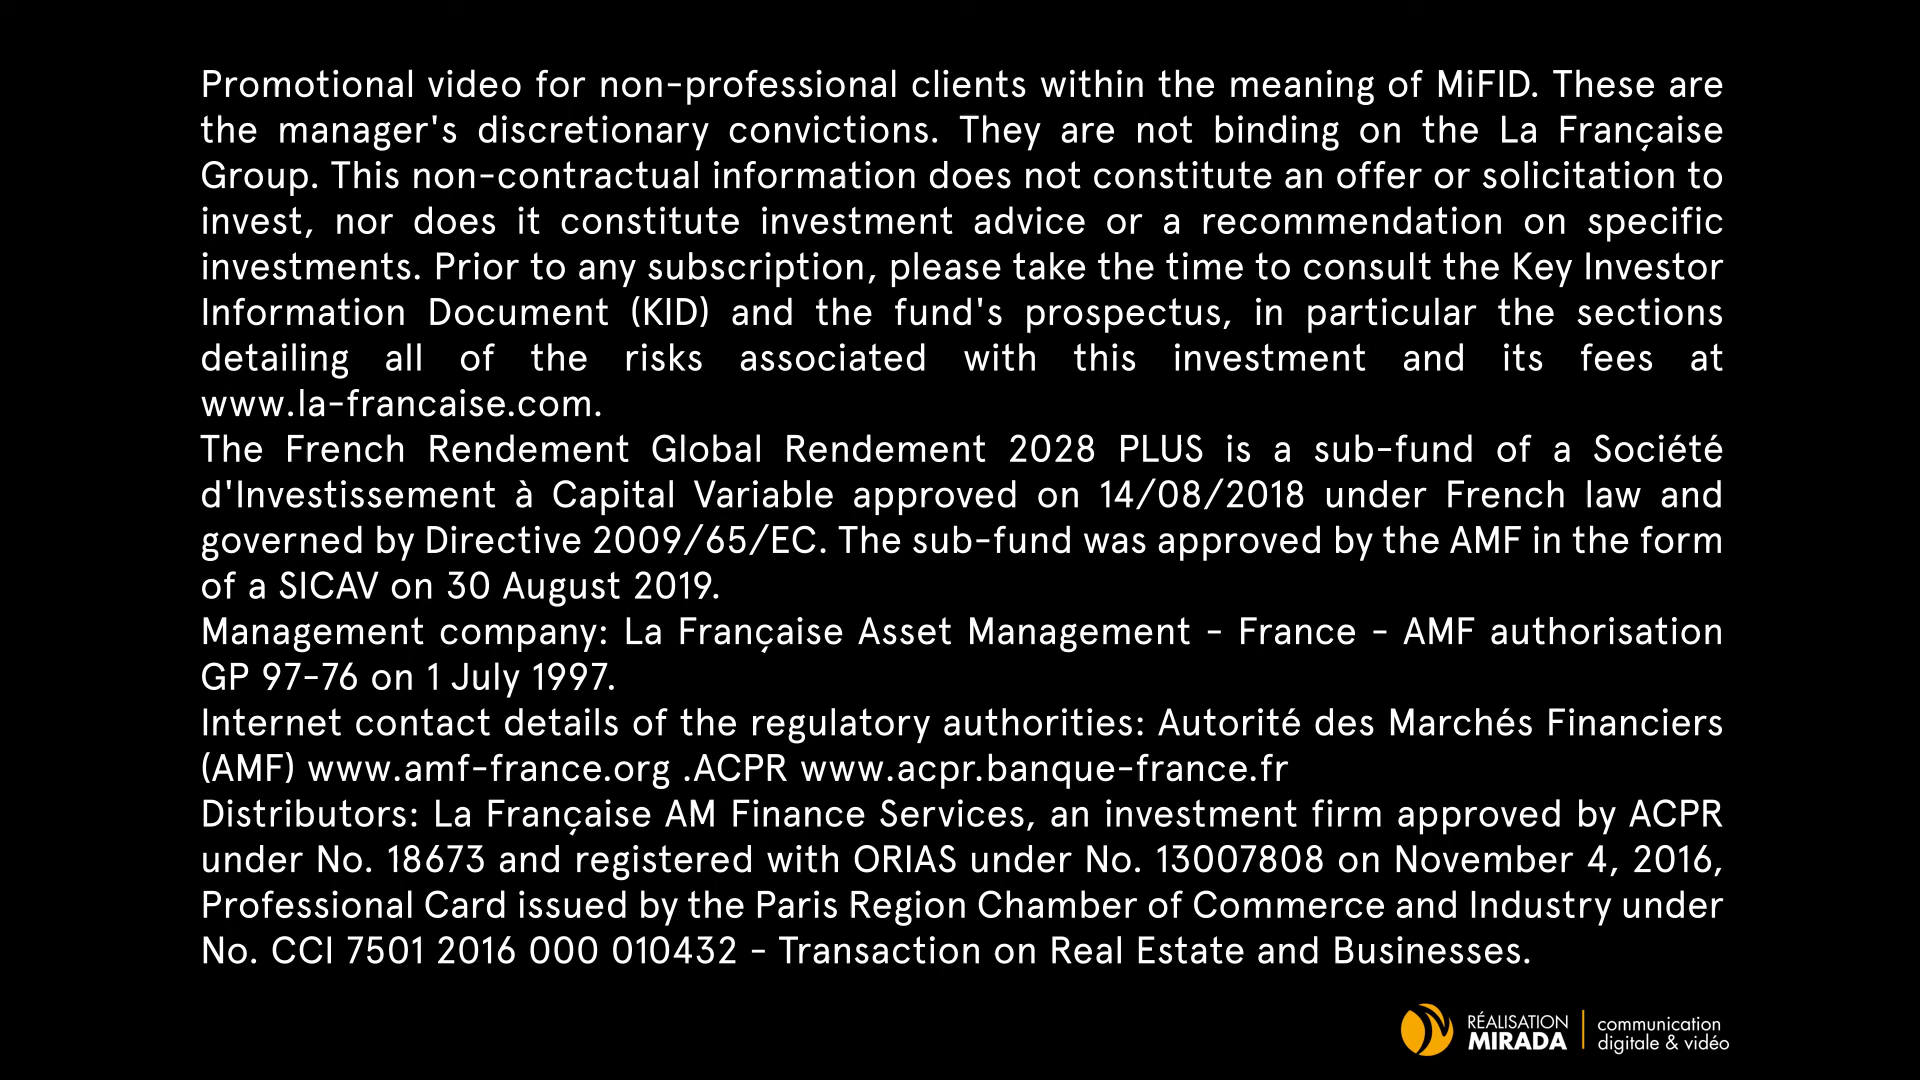 Promotional video for non-professional clients within the meaning of MiFID. These are
the manager's discretionary convictions. They are not binding on the La Française
Group. This non-contractual information does not constitute an offer or solicitation to
invest, nor does it constitute investment advice or a recommendation on specific
investments. Prior to any subscription, please take the time to consult the Key Investor
Information Document (KID) and the fund's prospectus, in particular the sections
detailing all of the risks associated with this investment and its fees at
www.la-francaise.com.
The French Rendement Global Rendement 2028 PLUS is a sub-fund of a Société
d'Investissement à Capital Variable approved on 14/08/2018 under French law and
governed by Directive 2009/65/EC. The sub-fund was approved by the AMF in the form
of a SICAV on 30 August 2019.
Management company: La Française Asset Management - France - AMF authorisation
GP 97-76 on 1 July 1997.
Internet contact details of the regulatory authorities: Autorité des Marchés Financiers
(AMF) www.amf-france.org .ACPR www.acpr.banque-france.fr
Distributors: La Française AM Finance Services, an investment firm approved by ACPR
under No. 18673 and registered with ORIAS under No. 13007808 on November 4, 2016,
Professional Card issued by the Paris Region Chamber of Commerce and Industry under
No. CCI 7501 2016 000 010432 - Transaction on Real Estate and Businesses.
RÉALISATION
MIRADA
communication
digitale & vidéo